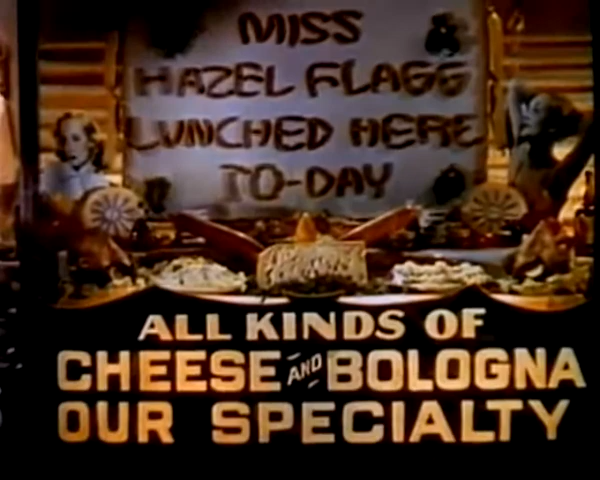 MISS
HAZEL FLAGG
LUNCHED HERE
TO-DAY
ALL KINDS OF
CHEESE AND BOLOGNA
OUR SPECIALTY